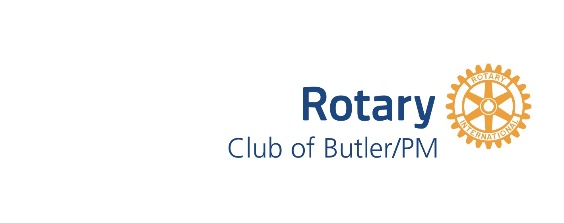 Rotary
Club of Butler/PM
ROTARY
INTERNATIONAL